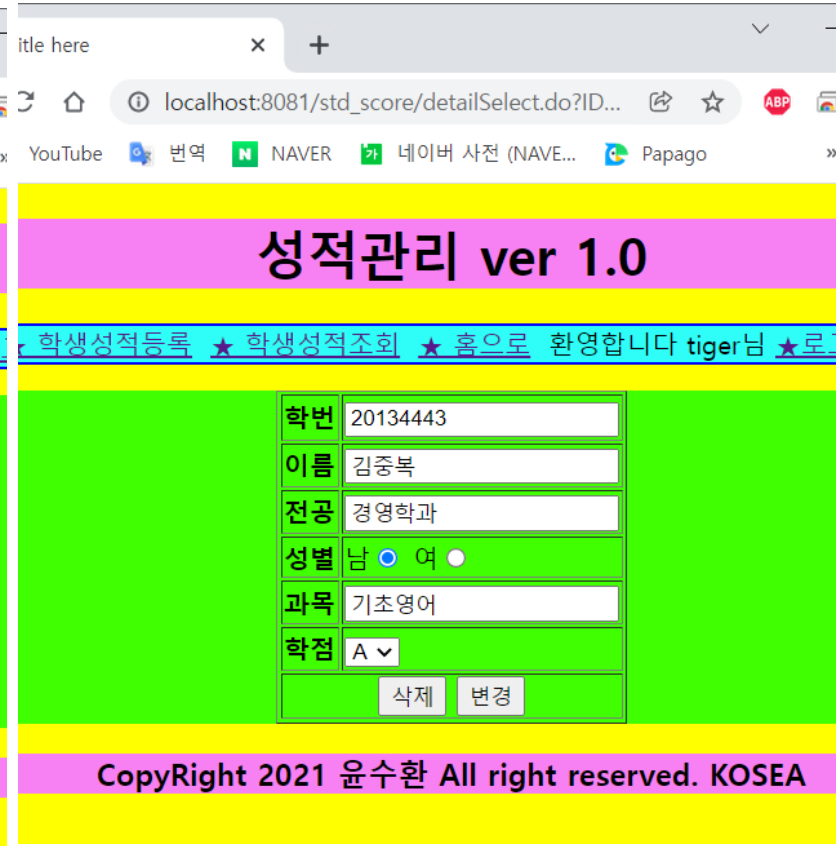 itle here
localhost:8081/std_score/detailSelect.do?ID... ABP
YouTube 번역 NAVER 네이버 사전 (NAVE... Papago
성적관리 ver 1.0
★ 학생성적등록 ★ 학생성적조회 ★ 홈으로 환영합니다 tiger님 ★로그
학번 20134443
이름 김중복
전공 경영학과
성별 남 여
과목 기초영어
학점 A
삭제 변경
CopyRight 2021 윤수환 All right reserved. KOSEA